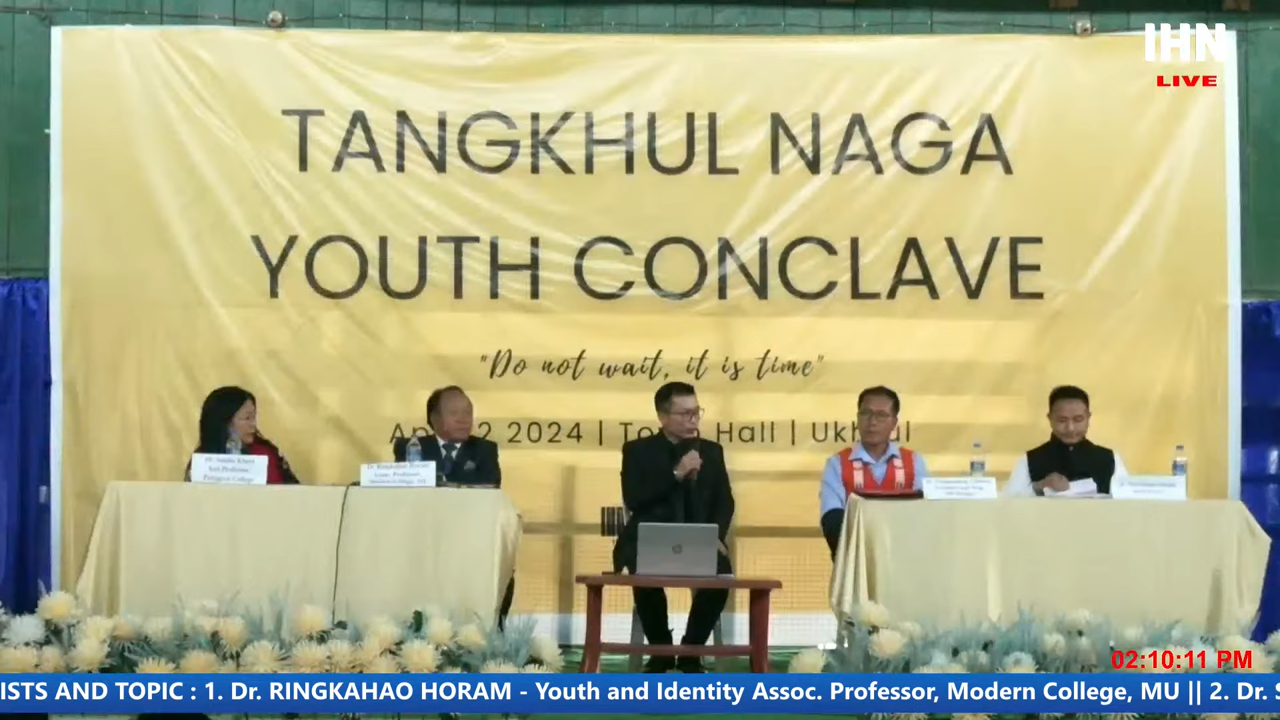 IHN
LIVE
TANGKHUL NAGA
YOUTH CONCLAVE
"Do not wait, it is time"
2 2024 | Hall |
02:10:11 PM
ISTS AND TOPIC : 1. Dr. RINGKAHAO HORAM - Youth and Identity Assoc. Professor, Modern College, MU || 2. Dr. S